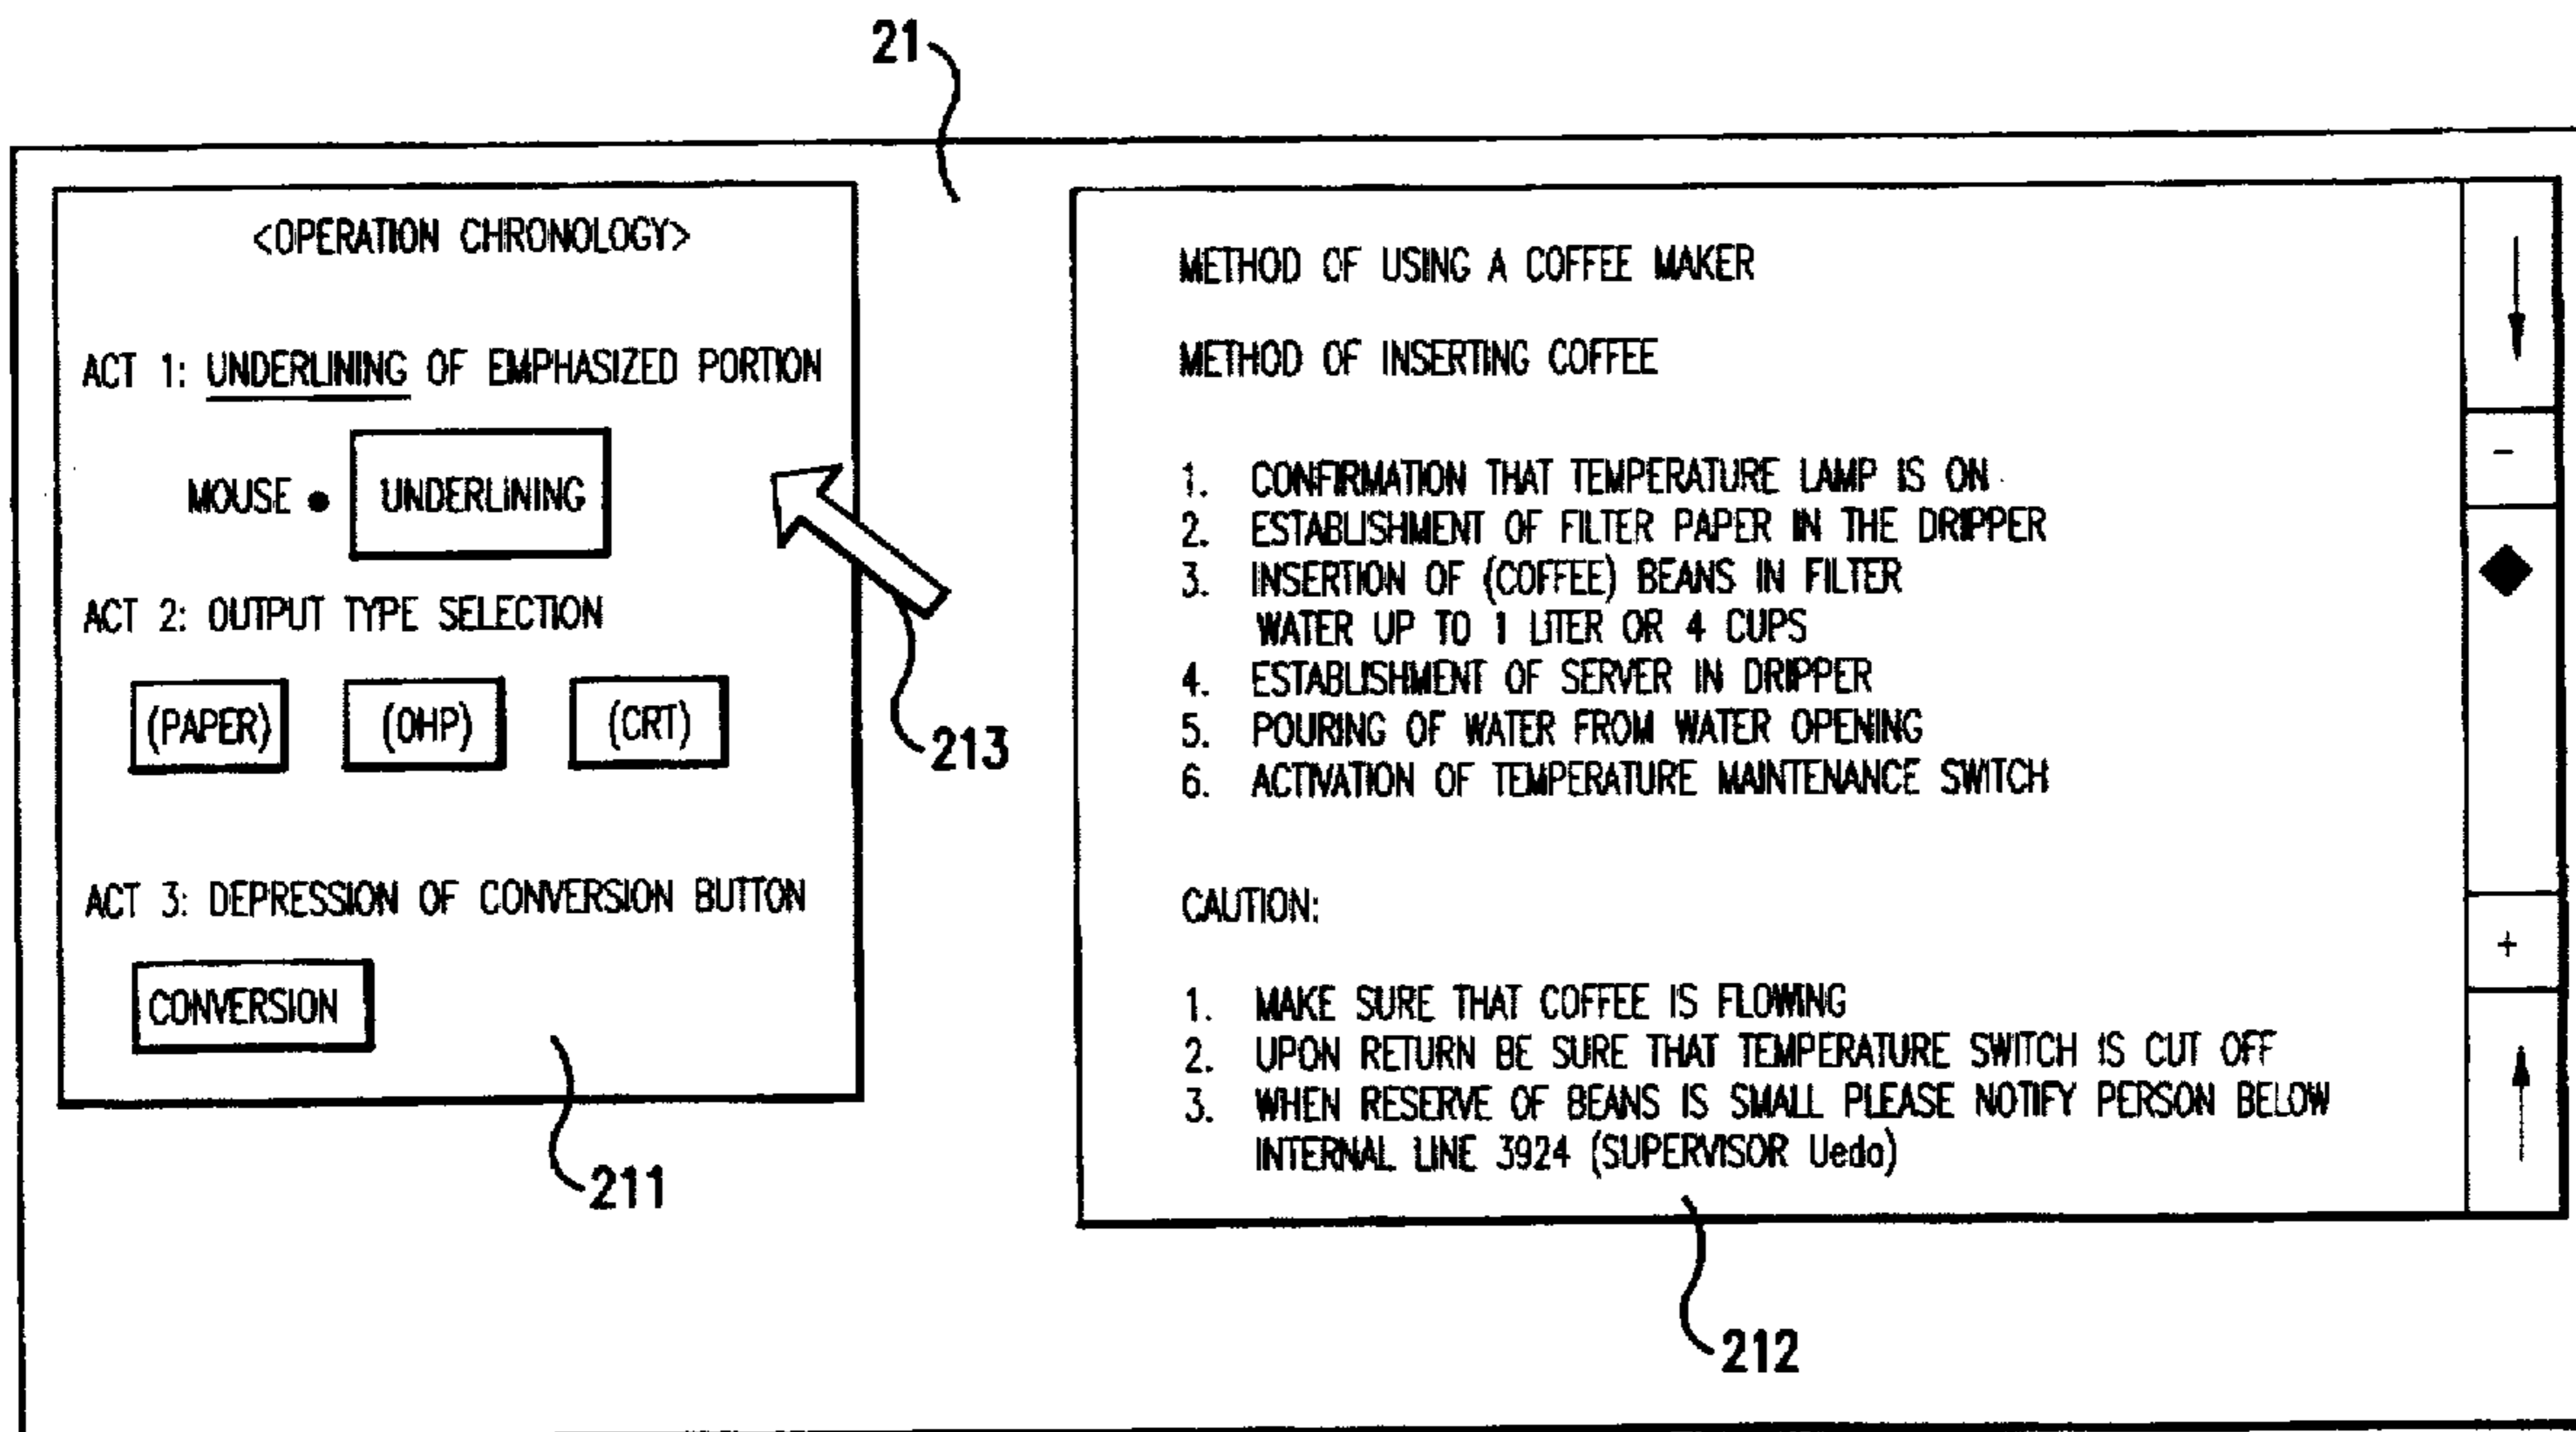 21
<OPERATION CHRONOLOGY>
ACT 1: UNDERLINING OF EMPHASIZED PORTION
MOUSE • UNDERLINING
ACT 2: OUTPUT TYPE SELECTION
(PAPER) (OHP) (CRT)
213
ACT 3: DEPRESSION OF CONVERSION BUTTON
CONVERSION
211
METHOD OF USING A COFFEE MAKER
METHOD OF INSERTING COFFEE
1. CONFIRMATION THAT TEMPERATURE LAMP IS ON
2. ESTABLISHMENT OF FILTER PAPER IN THE DRIPPER
3. INSERTION OF (COFFEE) BEANS IN FILTER
WATER UP TO 1 LITER OR 4 CUPS
4. ESTABLISHMENT OF SERVER IN DRIPPER
5. POURING OF WATER FROM WATER OPENING
6. ACTIVATION OF TEMPERATURE MAINTENANCE SWITCH
CAUTION:
1. MAKE SURE THAT COFFEE IS FLOWING
2. UPON RETURN BE SURE THAT TEMPERATURE SWITCH IS CUT OFF
3. WHEN RESERVE OF BEANS IS SMALL PLEASE NOTIFY PERSON BELOW
INTERNAL LINE 3924 (SUPERVISOR Ueda)
-
+
212